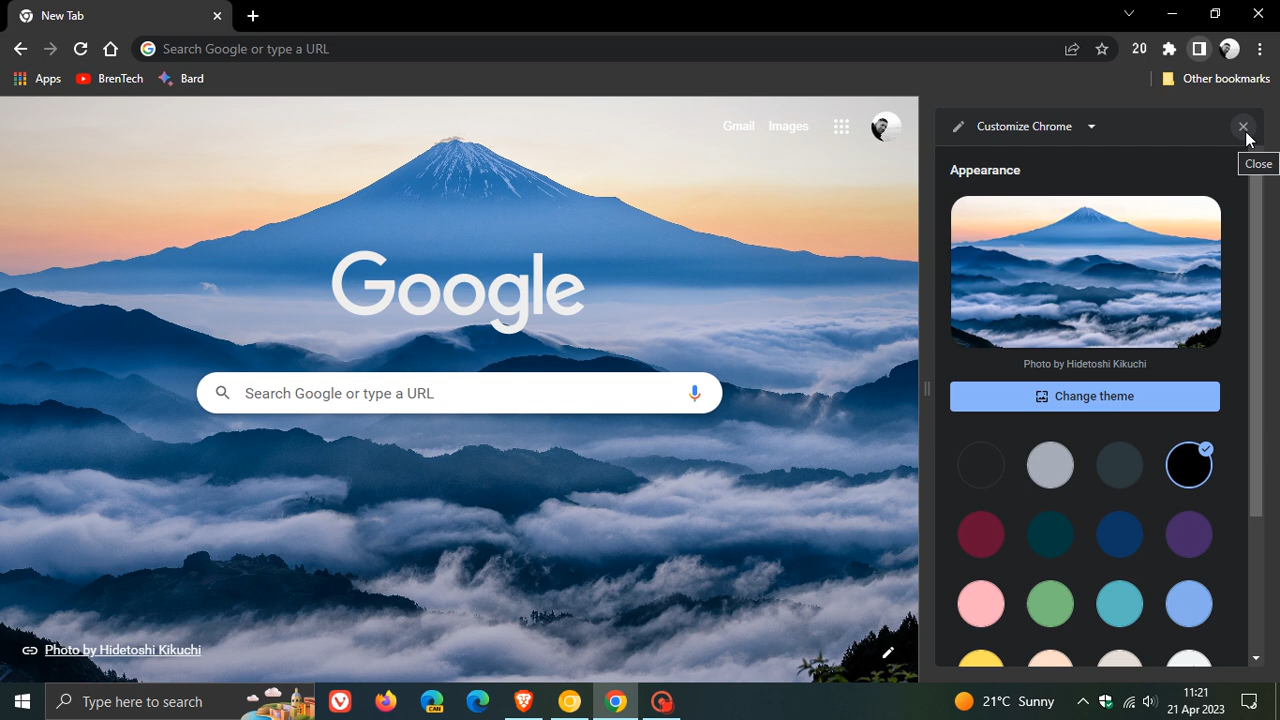 New Tab
Search Google or type a URL
20
Apps
BrenTech
Bard
Other bookmarks
Gmail
Images
Google
Search Google or type a URL
Photo by Hidetoshi Kikuchi
Customize Chrome
Close
Appearance
Photo by Hidetoshi Kikuchi
Change theme
Type here to search
CAN
21°C Sunny
11:21
21 Apr 2023